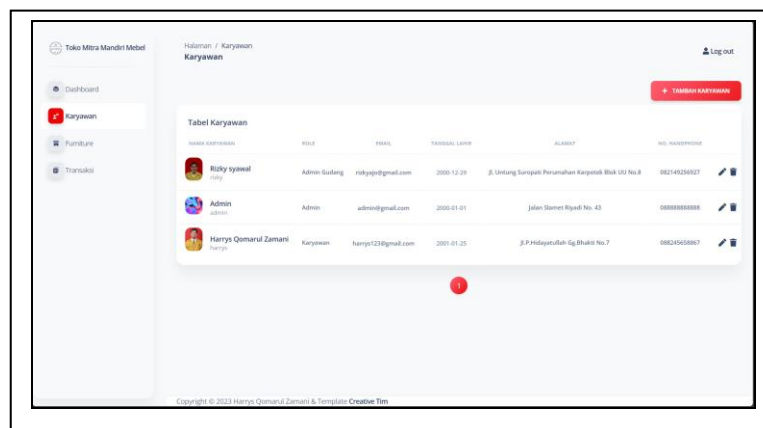 Toko Mitra Mandiri Mebel
Halaman / Karyawan
Karyawan
Log out
Dashboard
Karyawan
Furniture
Transaksi
+ TAMBAH KARYAWAN
Tabel Karyawan
NAMA KARYAWAN ROLE EMAIL TANGGAL LAHIR ALAMAT NO. HANDPHONE
Rizky syawal Admin Gudang rizkyajo@gmail.com 2000-12-29 Jl. Untung Suropati Perumahan Karpotek Blok UU No.8 082149256927
rizky
Admin Admin admin@gmail.com 2000-01-01 Jalan Slamet Riyadi No. 43 088888888888
admin
Harrys Qomarul Zamani Karyawan harrys123@gmail.com 2001-01-25 Jl.P.Hidayatullah Gg.Bhakti No.7 088245658867
harrys
1
Copyright © 2023 Harrys Qomarul Zamani & Template Creative Tim